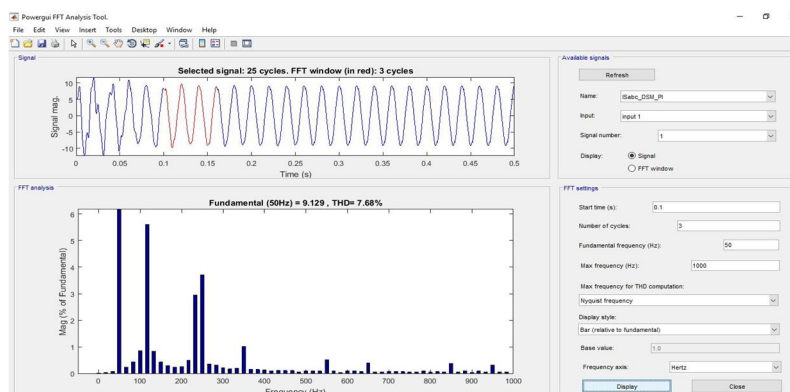 Powergui FFT Analysis Tool.
File Edit View Insert Tools Desktop Window Help
Signal
Selected signal: 25 cycles. FFT window (in red): 3 cycles
Signal mag.
10
5
0
-5
-10
0 0.05 0.1 0.15 0.2 0.25 0.3 0.35 0.4 0.45 0.5
Time (s)
FFT analysis
Fundamental (50Hz) = 9.129 , THD= 7.68%
Mag (% of Fundamental)
6
5
4
3
2
1
0
0 100 200 300 400 500 600 700 800 900 1000
Frequency (Hz)
Available signals
Refresh
Name: ISabc_DSM_PI
Input: input 1
Signal number: 1
Display: Signal
FFT window
FFT settings
Start time (s): 0.1
Number of cycles: 3
Fundamental frequency (Hz): 50
Max frequency (Hz): 1000
Max frequency for THD computation:
Nyquist frequency
Display style:
Bar (relative to fundamental)
Base value: 1.0
Frequency axis: Hertz
Display Close